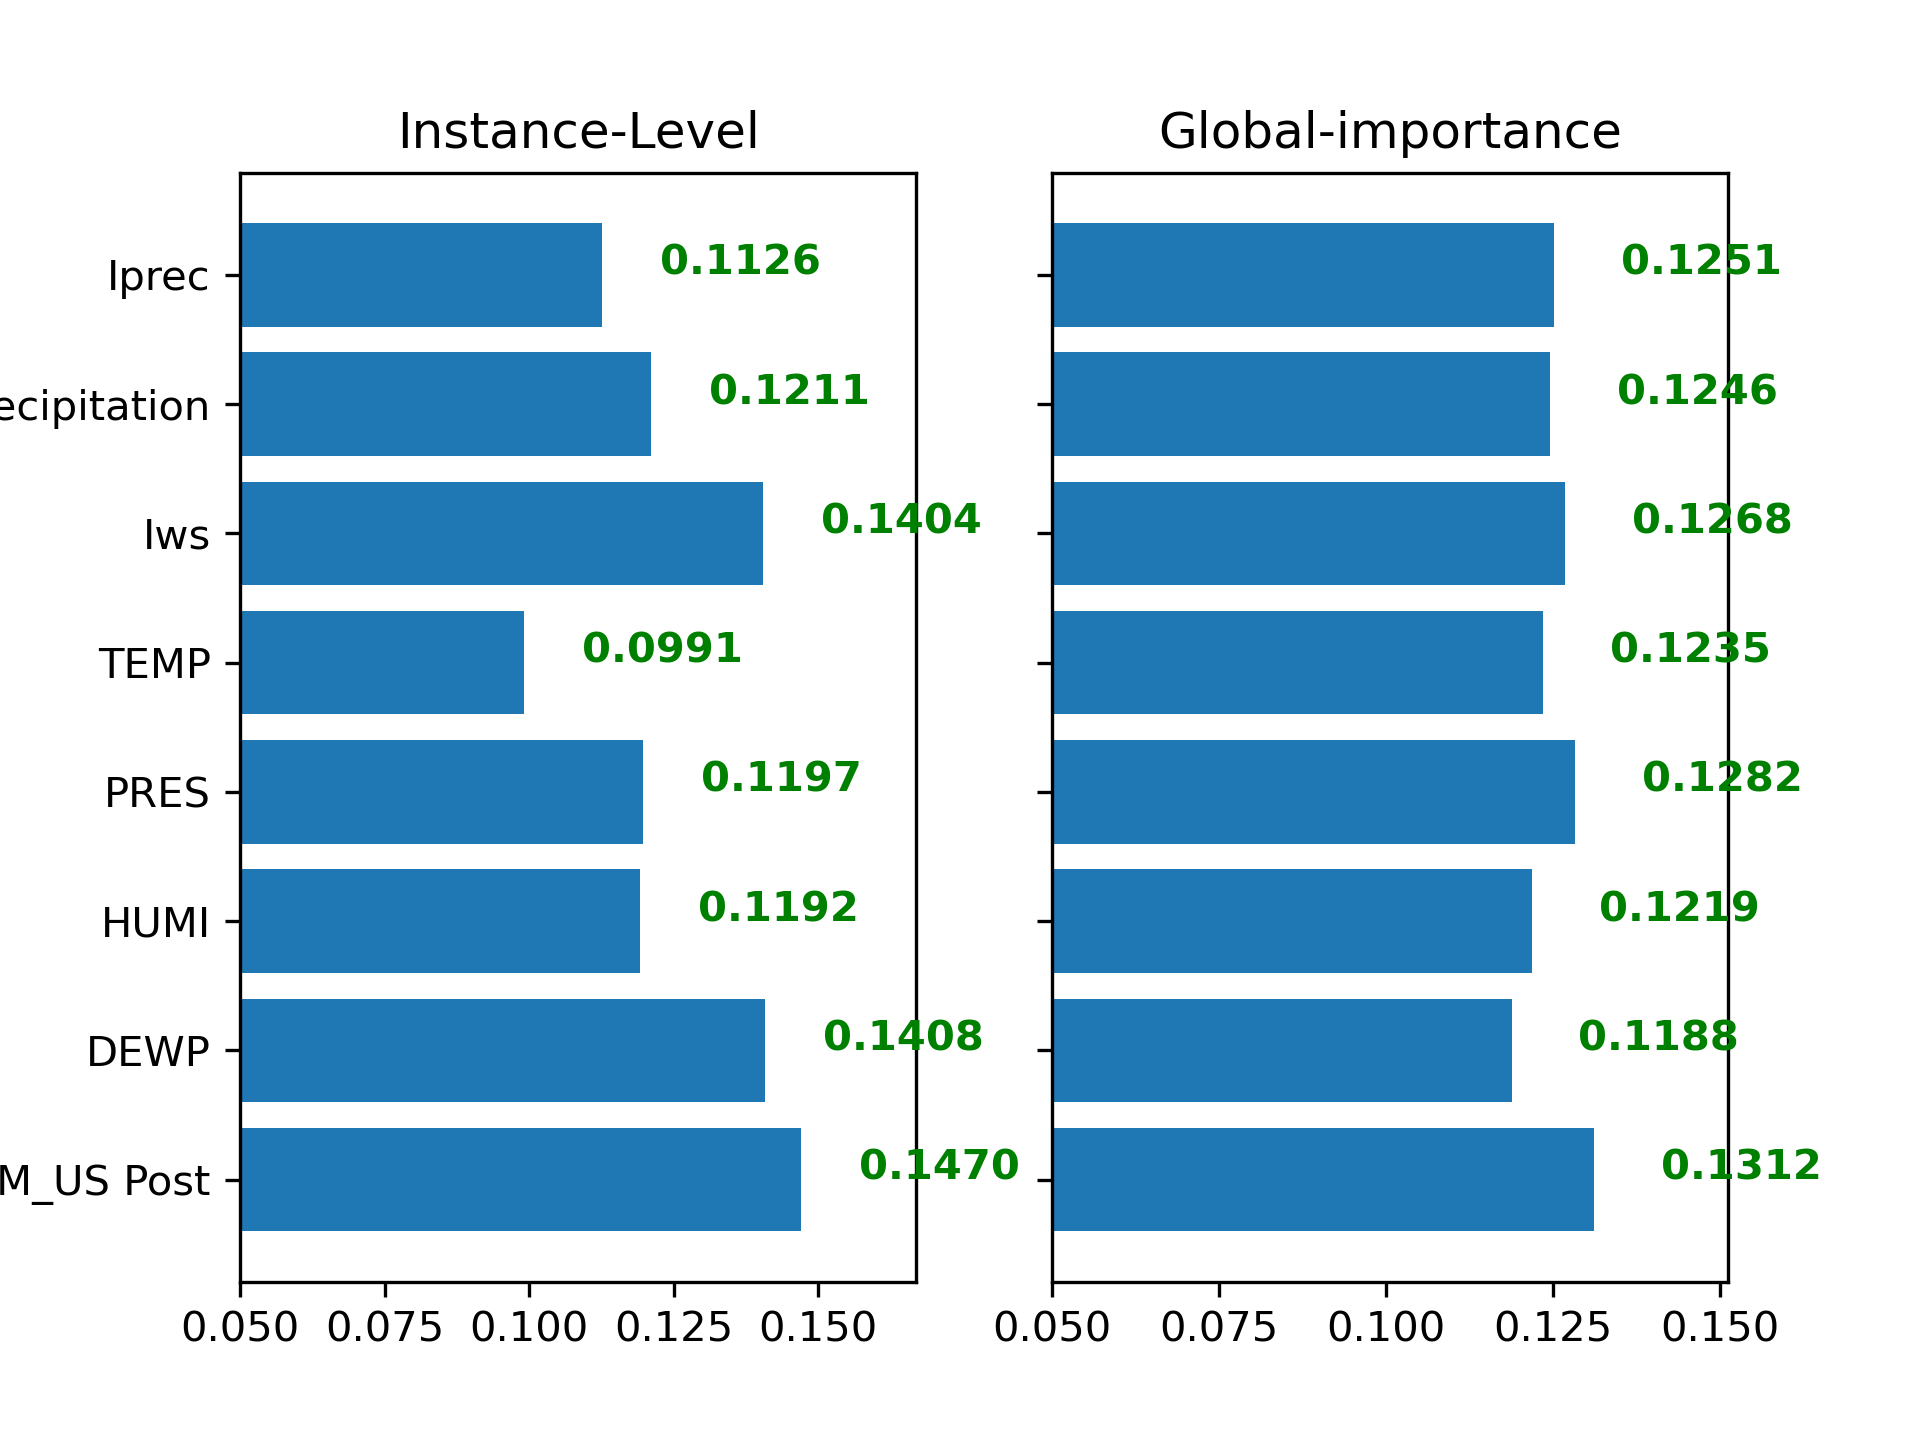 Instance-Level Global-importance
Iprec 0.1126 0.1251
ecipitation 0.1211 0.1246
Iws 0.1404 0.1268
TEMP 0.0991 0.1235
PRES 0.1197 0.1282
HUMI 0.1192 0.1219
DEWP 0.1408 0.1188
M_US Post 0.1470 0.1312
0.050 0.075 0.100 0.125 0.150 0.050 0.075 0.100 0.125 0.150